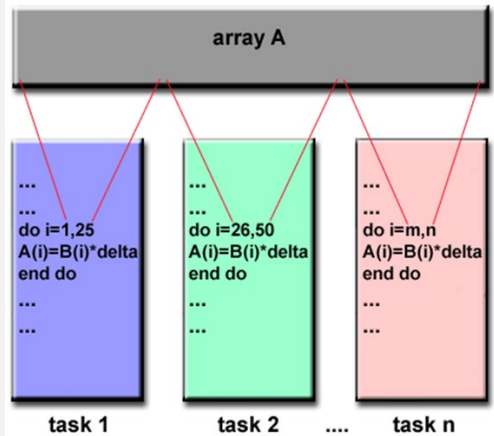 array A
...
...
do i=1,25
A(i)=B(i)*delta
end do
...
...
...
...
do i=26,50
A(i)=B(i)*delta
end do
...
...
...
...
do i=m,n
A(i)=B(i)*delta
end do
...
...
task 1
task 2
....
task n